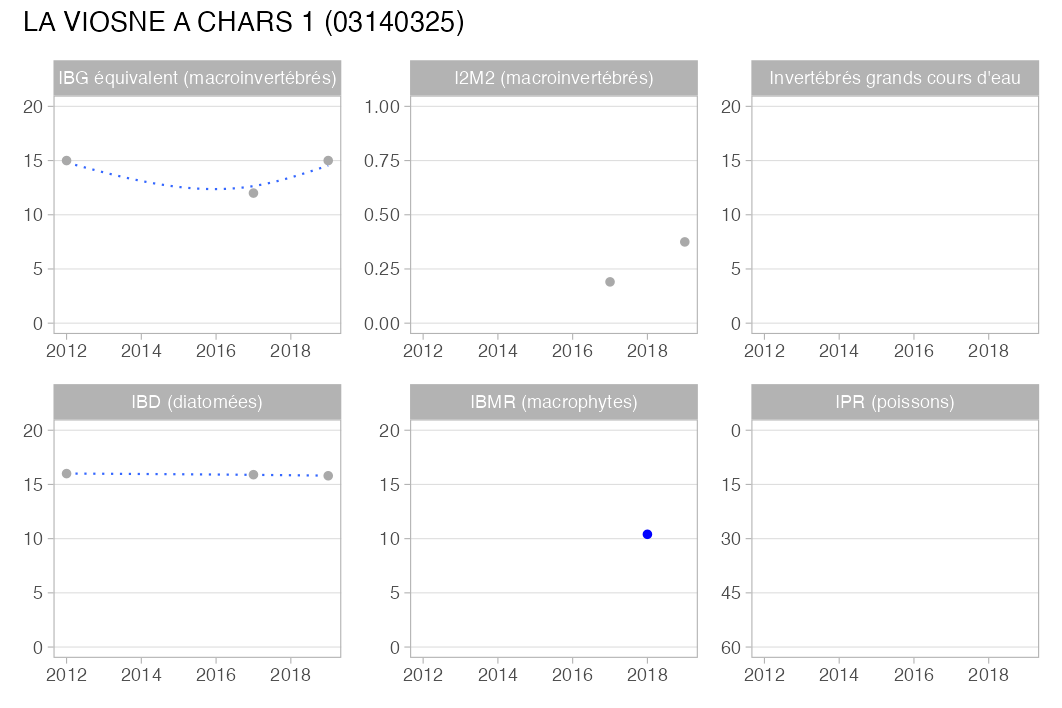 LA VIOSNE A CHARS 1 (03140325)
IBG équivalent (macroinvertébrés)
20
15
10
5
0
2012 2014 2016 2018
I2M2 (macroinvertébrés)
1.00
0.75
0.50
0.25
0.00
2012 2014 2016 2018
Invertébrés grands cours d'eau
20
15
10
5
0
2012 2014 2016 2018
IBD (diatomées)
20
15
10
5
0
2012 2014 2016 2018
IBMR (macrophytes)
20
15
10
5
0
2012 2014 2016 2018
IPR (poissons)
0
15
30
45
60
2012 2014 2016 2018